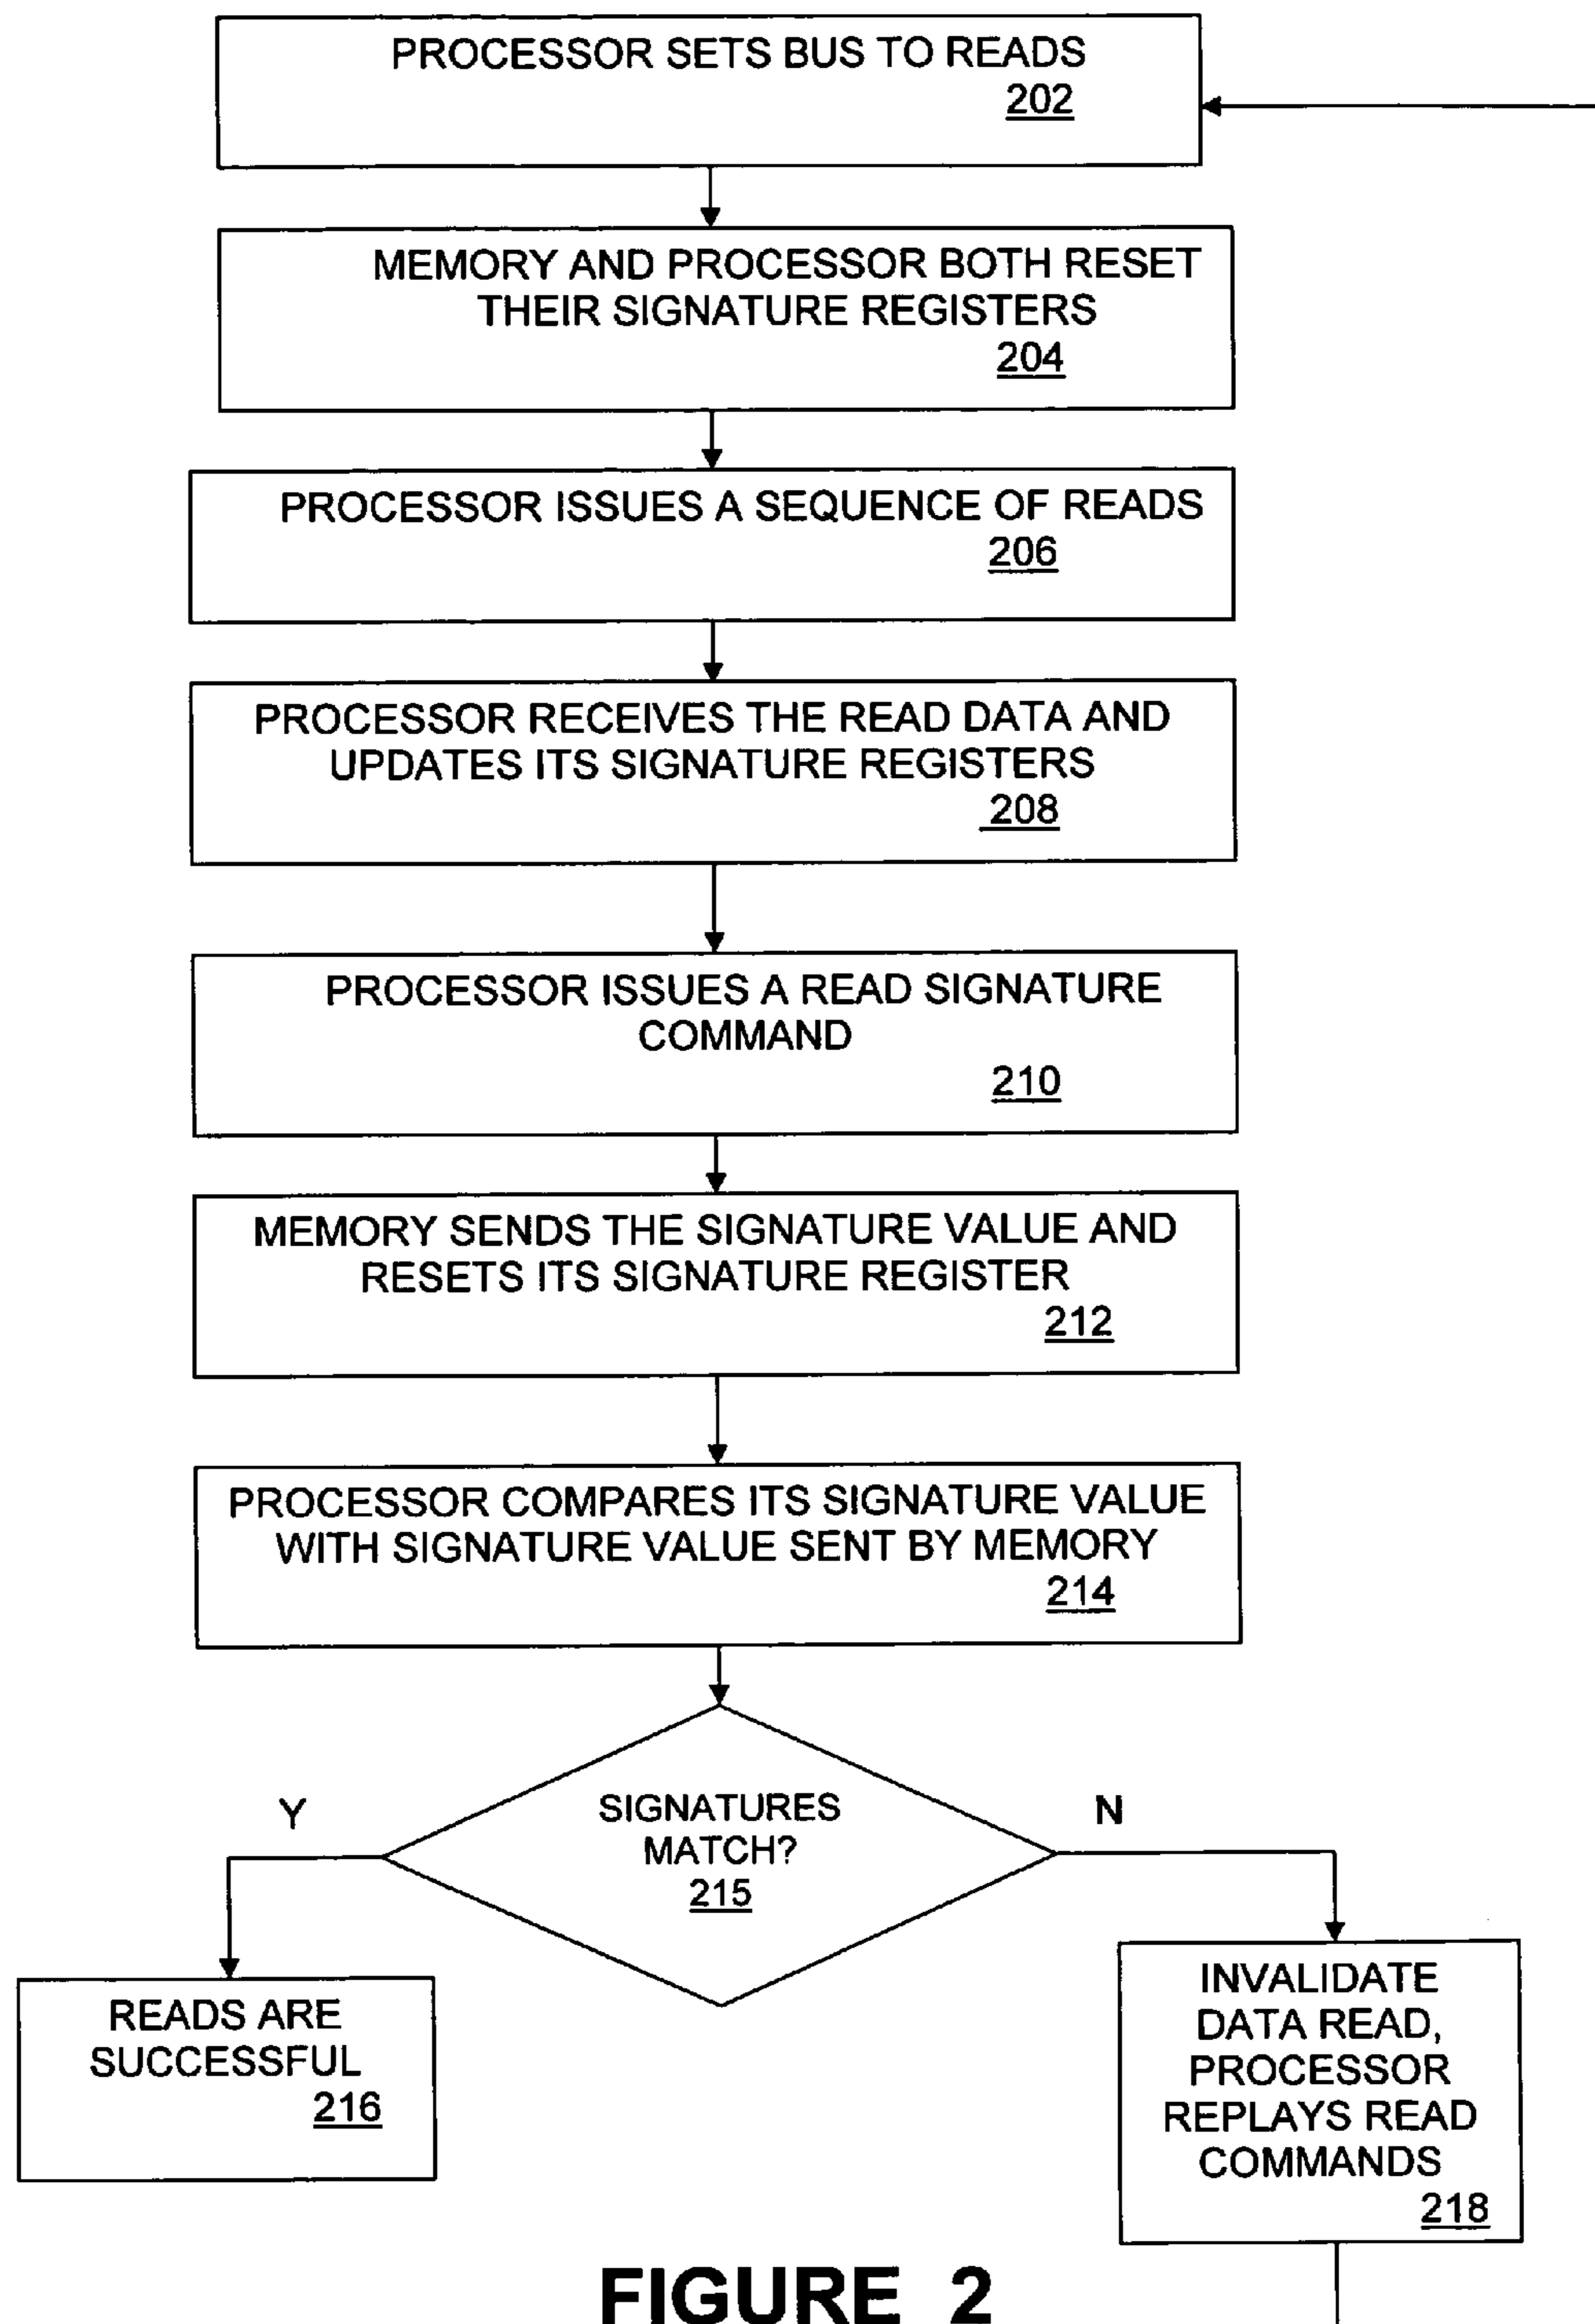 PROCESSOR SETS BUS TO READS
202
MEMORY AND PROCESSOR BOTH RESET
THEIR SIGNATURE REGISTERS
204
PROCESSOR ISSUES A SEQUENCE OF READS
206
PROCESSOR RECEIVES THE READ DATA AND
UPDATES ITS SIGNATURE REGISTERS
208
PROCESSOR ISSUES A READ SIGNATURE
COMMAND
210
MEMORY SENDS THE SIGNATURE VALUE AND
RESETS ITS SIGNATURE REGISTER
212
PROCESSOR COMPARES ITS SIGNATURE VALUE
WITH SIGNATURE VALUE SENT BY MEMORY
214
SIGNATURES
MATCH?
215
Y
N
READS ARE
SUCCESSFUL
216
INVALIDATE
DATA READ,
PROCESSOR
REPLAYS READ
COMMANDS
218
FIGURE 2